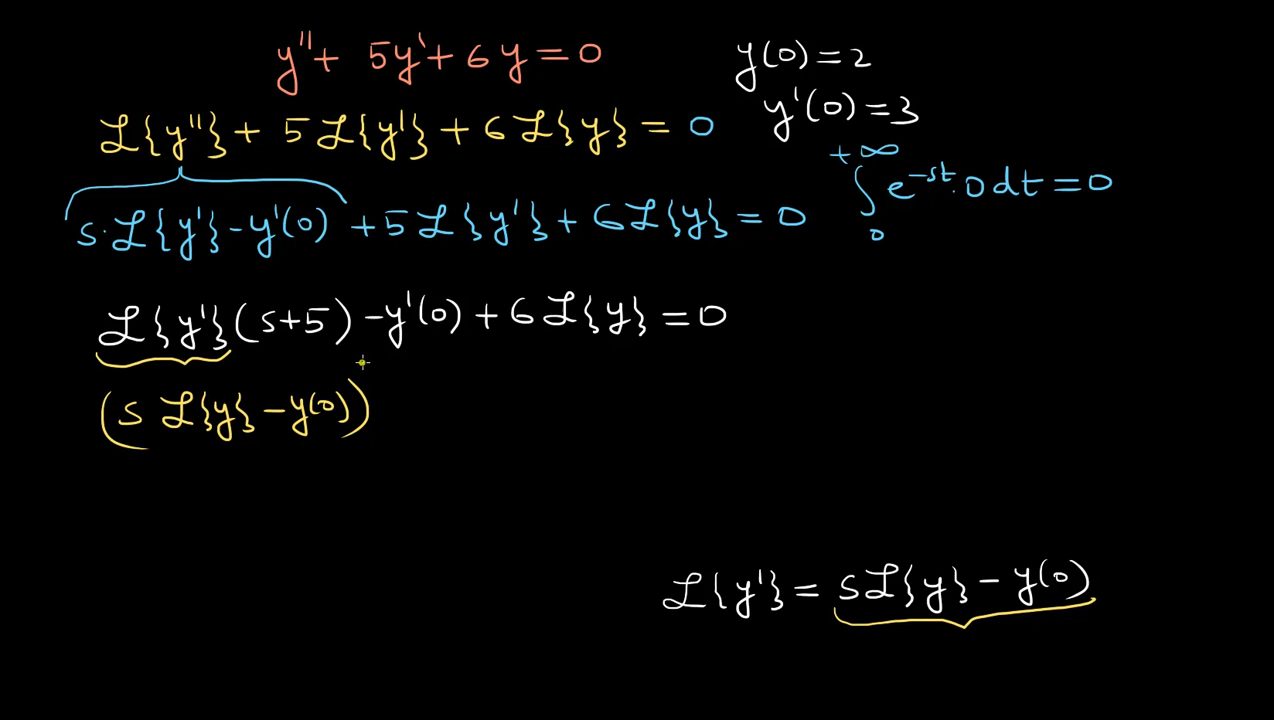 y'' + 5y' + 6y = 0
y(0) = 2
y'(0) = 3
ℒ{y''} + 5ℒ{y'} + 6ℒ{y} = 0
∫₀^{+∞} e^{-st}·0 dt = 0
s·ℒ{y'} - y'(0) + 5ℒ{y'} + 6ℒ{y} = 0
ℒ{y'}(s+5) - y'(0) + 6ℒ{y} = 0
(s ℒ{y} - y(0))
ℒ{y'} = sℒ{y} - y(0)